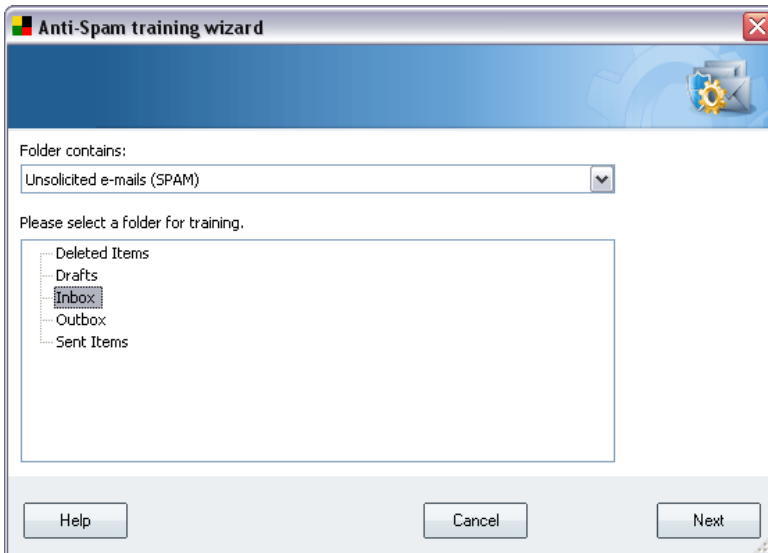 Anti-Spam training wizard
Folder contains:
Unsolicited e-mails (SPAM)
Please select a folder for training.
Deleted Items
Drafts
Inbox
Outbox
Sent Items
Help Cancel Next